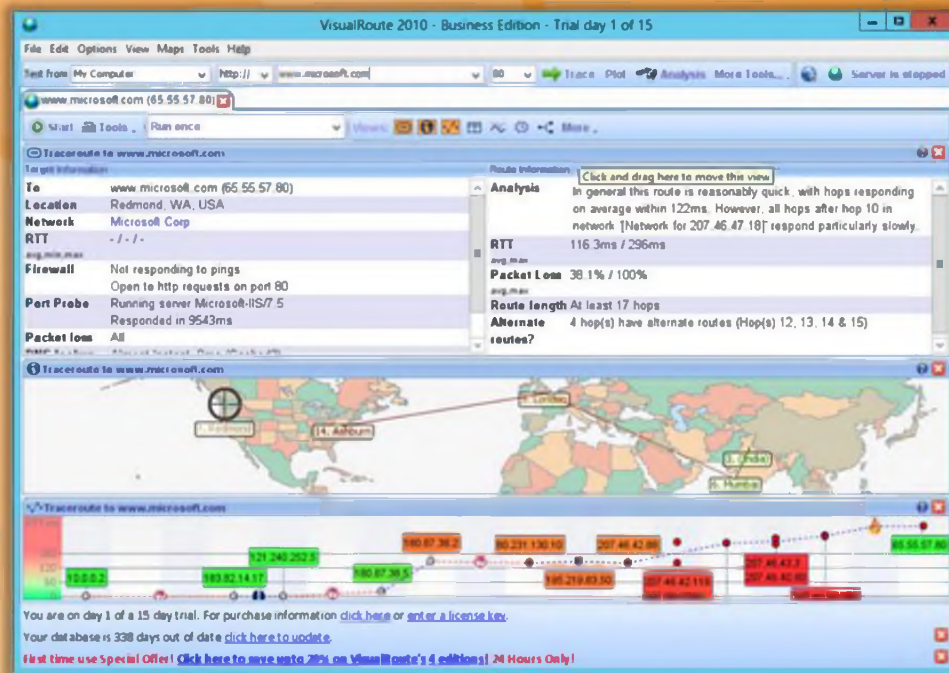 VisualRoute 2010 - Business Edition - Trial day 1 of 15
File Edit Options View Maps Tools Help
Test from My Computer http:// www.microsoft.com 80 Trace Plot Analysis More Tools... Server is stopped
www.microsoft.com (65.55.57.80)
Start Tools Run once Views: More
Traceroute to www.microsoft.com
Target Information
To www.microsoft.com (65.55.57.80)
Location Redmond, WA, USA
Network Microsoft Corp
RTT - / - / -
avg,min,max
Firewall Not responding to pings
Open to http requests on port 80
Port Probe Running server Microsoft-IIS/7.5
Responded in 9543ms
Packet loss All
Route Information
Click and drag here to move this view
Analysis In general this route is reasonably quick, with hops responding
on average within 122ms. However, all hops after hop 10 in
network "[Network for 207.46.47.18]" respond particularly slowly.
RTT 116.3ms / 296ms
avg,max
Packet Loss 38.1% / 100%
avg,max
Route length At least 17 hops
Alternate 4 hop(s) have alternate routes (Hop(s) 12, 13, 14 & 15)
routes?
Traceroute to www.microsoft.com
Redmond
14. Ashburn
London
(India)
6. Mumbai
Traceroute to www.microsoft.com
10.0.0.2
183.82.14.17
121.240.252.5
180.87.38.5
180.87.36.2
80.231.130.10
195.219.83.50
207.46.42.88
207.46.42.119
65.55.57.80
You are on day 1 of a 15 day trial. For purchase information click here or enter a license key.
Your database is 338 days out of date click here to update.
First time use Special Offer! Click here to save upto 20% on VisualRoute's 4 editions! 24 Hours Only!